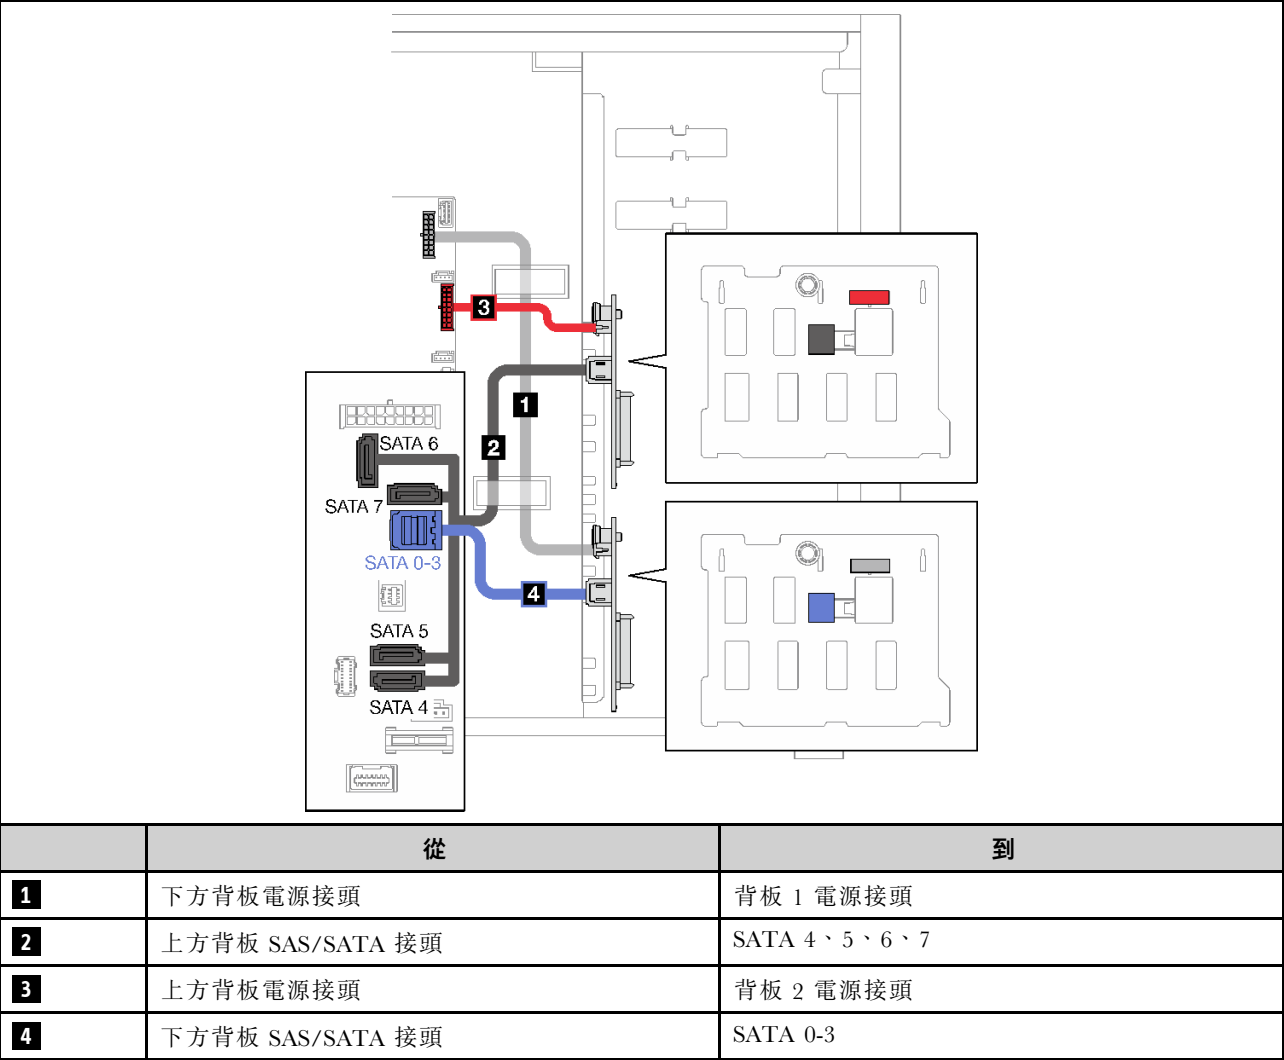 3
1
2
SATA 6
SATA 7
SATA 0-3
4
SATA 5
SATA 4
從 到
1 下方背板電源接頭 背板 1 電源接頭
2 上方背板 SAS/SATA 接頭 SATA 4、5、6、7
3 上方背板電源接頭 背板 2 電源接頭
4 下方背板 SAS/SATA 接頭 SATA 0-3